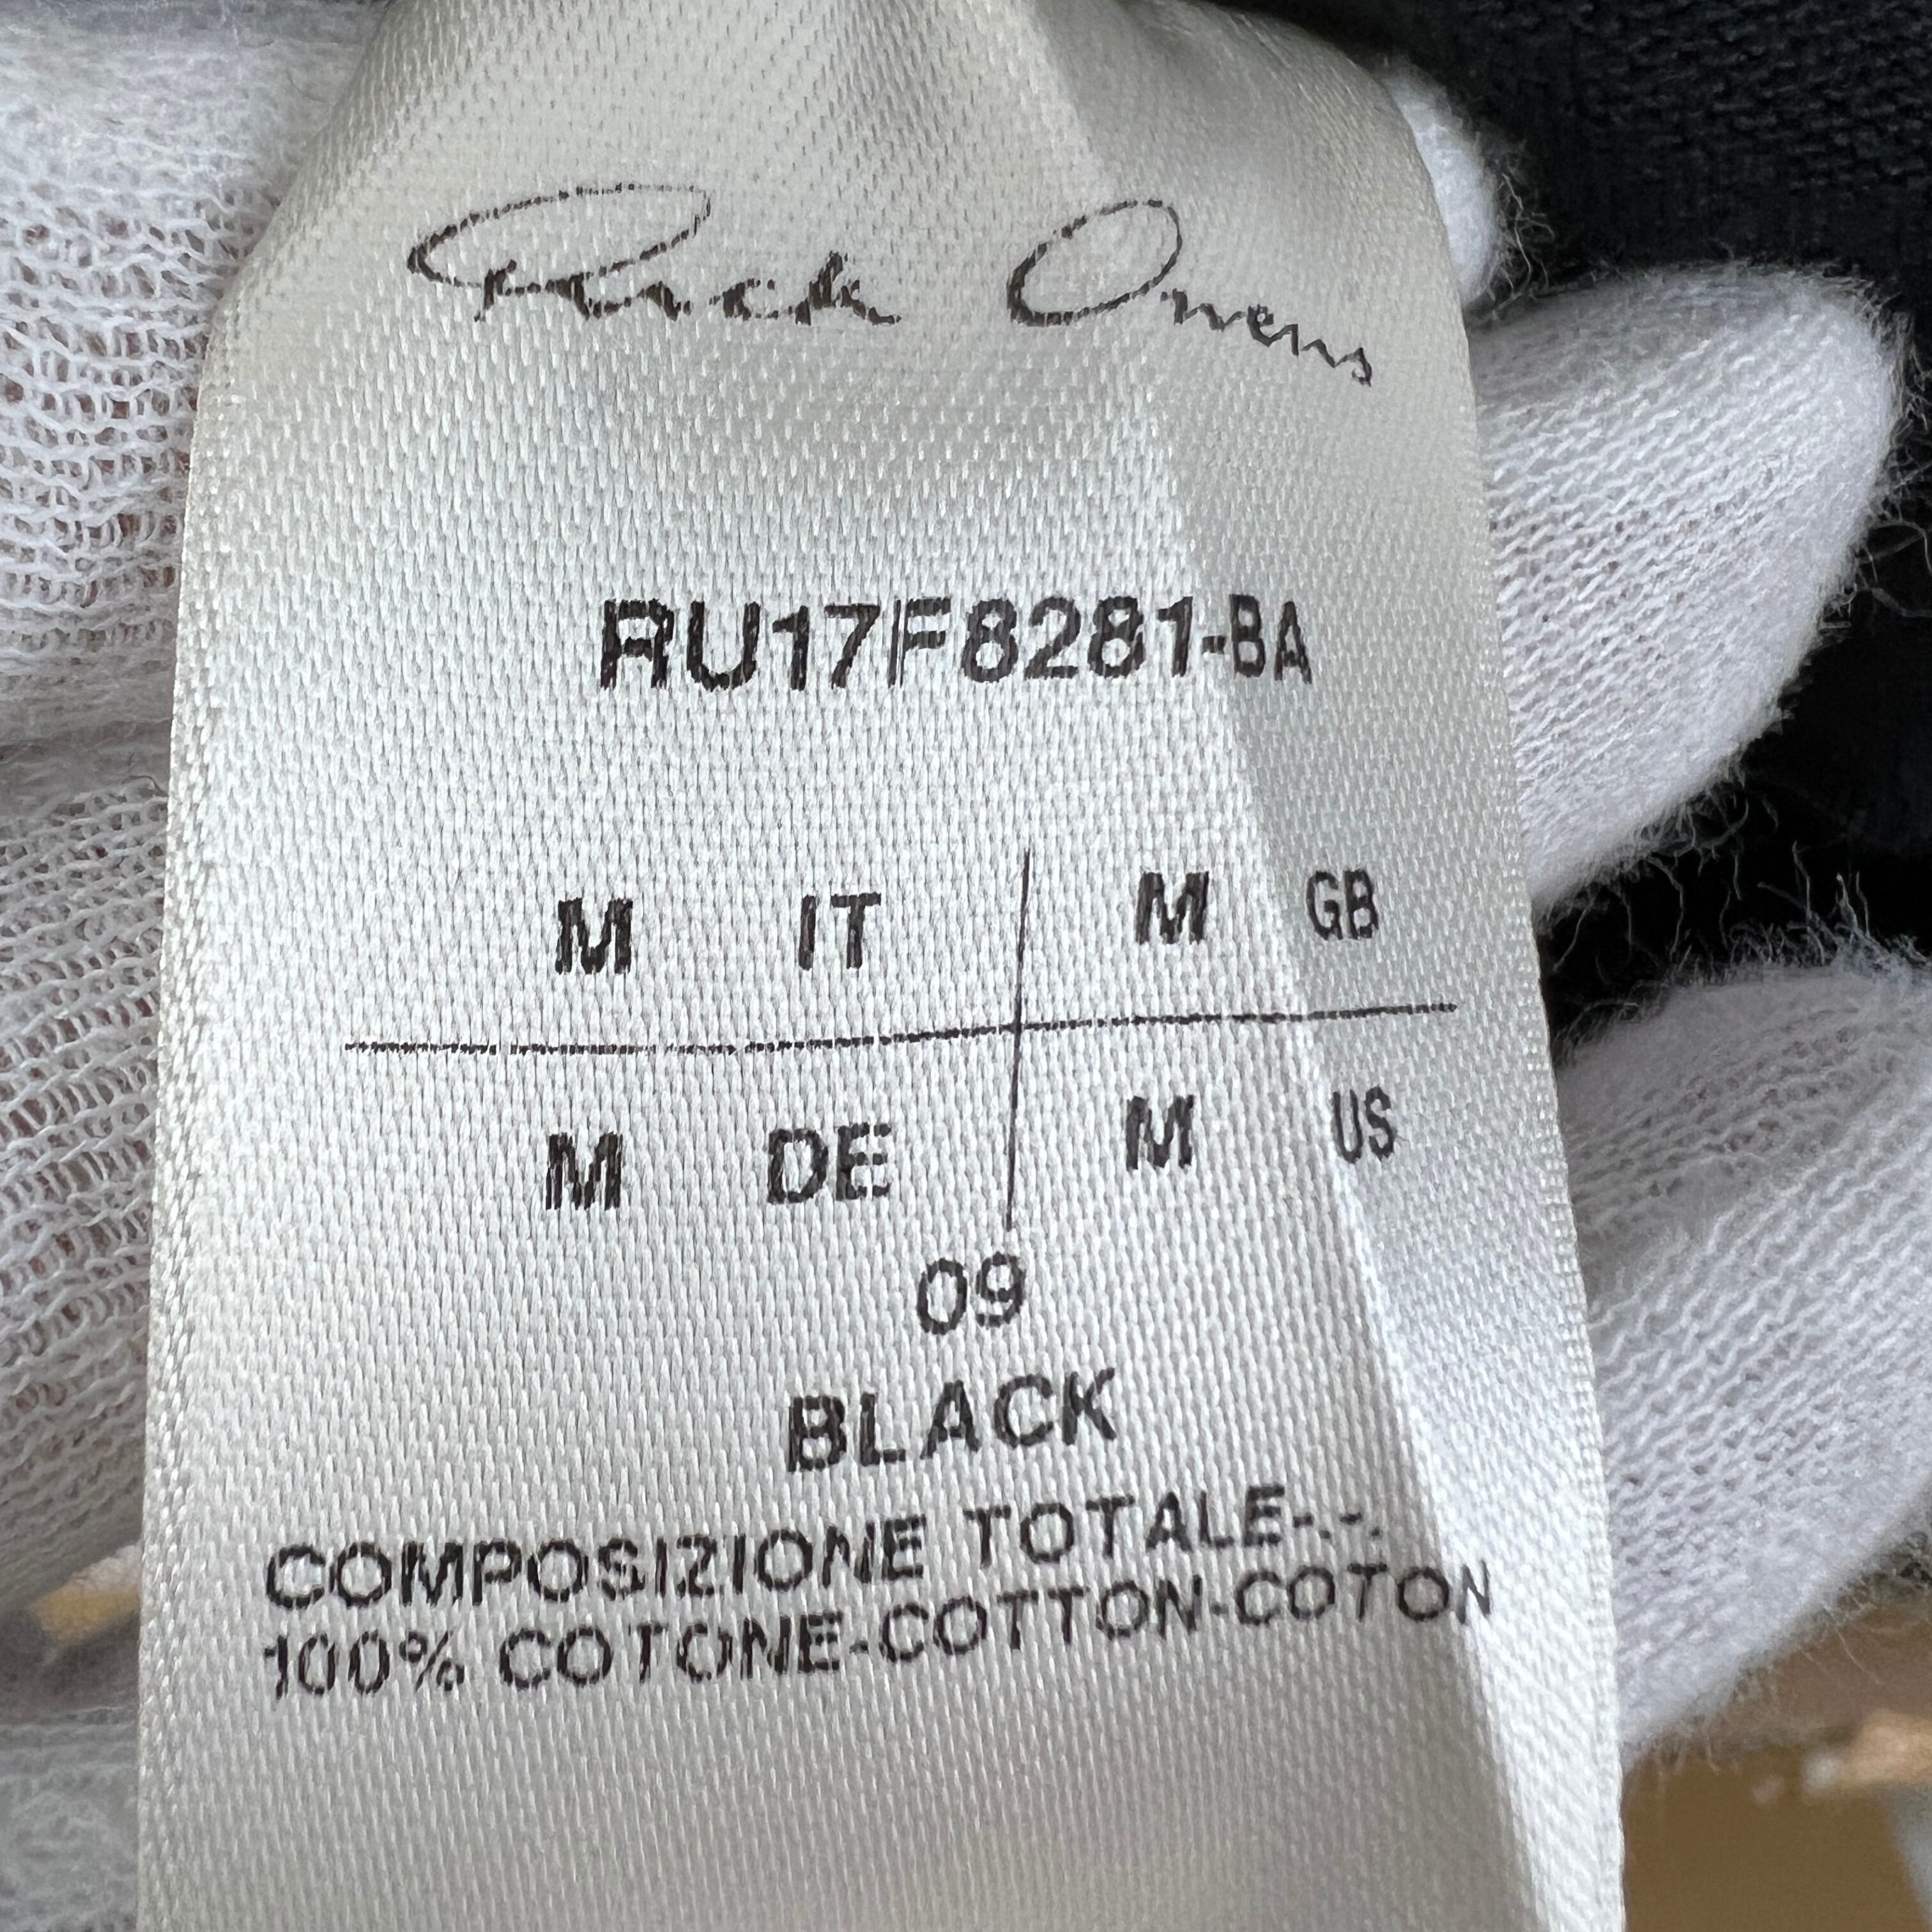 Rick Owens
RU17F8281-BA
M IT M GB
M DE M US
09
BLACK
COMPOSIZIONE TOTALE-.-.
100% COTONE-COTTON-COTON